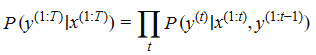 P(y^(1:T)|x^(1:T)) = ∏_t P(y^(t)|x^(1:t), y^(1:t−1))